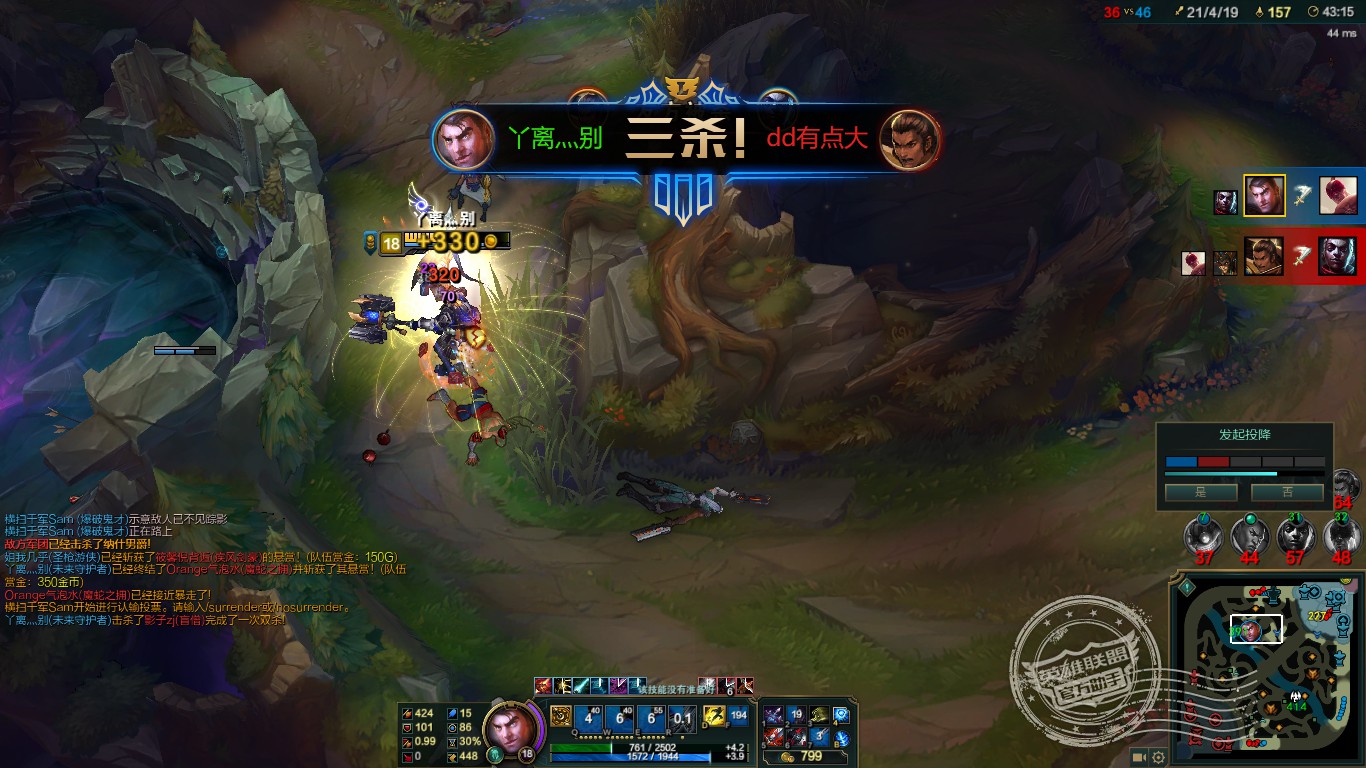 36 vs 46 21/4/19 157 43:15
44 ms
丫离灬别 三杀! dd有点大
丫离灬别
18 +330
320
70
发起投降
是 否
64
7 31 32
37 44 57 48
横扫千军Sam (爆破鬼才)示意敌人已不见踪影
横扫千军Sam (爆破鬼才)正在路上
敌方军团已经击杀了纳什男爵!
妲我几乎(圣枪游侠)已经斩获了 的悬赏! (队伍赏金: 150G)
丫离灬别(未来守护者)已经终结了Orange气泡水(魔蛇之拥)并斩获了其悬赏! (队伍
赏金: 350金币)
Orange气泡水(魔蛇之拥)已经接近暴走了!
横扫千军Sam开始进行认输投票。请输入/surrender或/nosurrender。
丫离灬别(未来守护者)击杀了影子zj(盲僧)完成了一次双杀!
227
414
英雄联盟
官方助手
该技能没有准备好
6
424 15
101 86
0.99 30%
0 448
18
40 40 55
4 6 6 0.1 194
Q W E R D F
761 / 2502 +4.2
1572 / 1944 +3.9
19
3
799